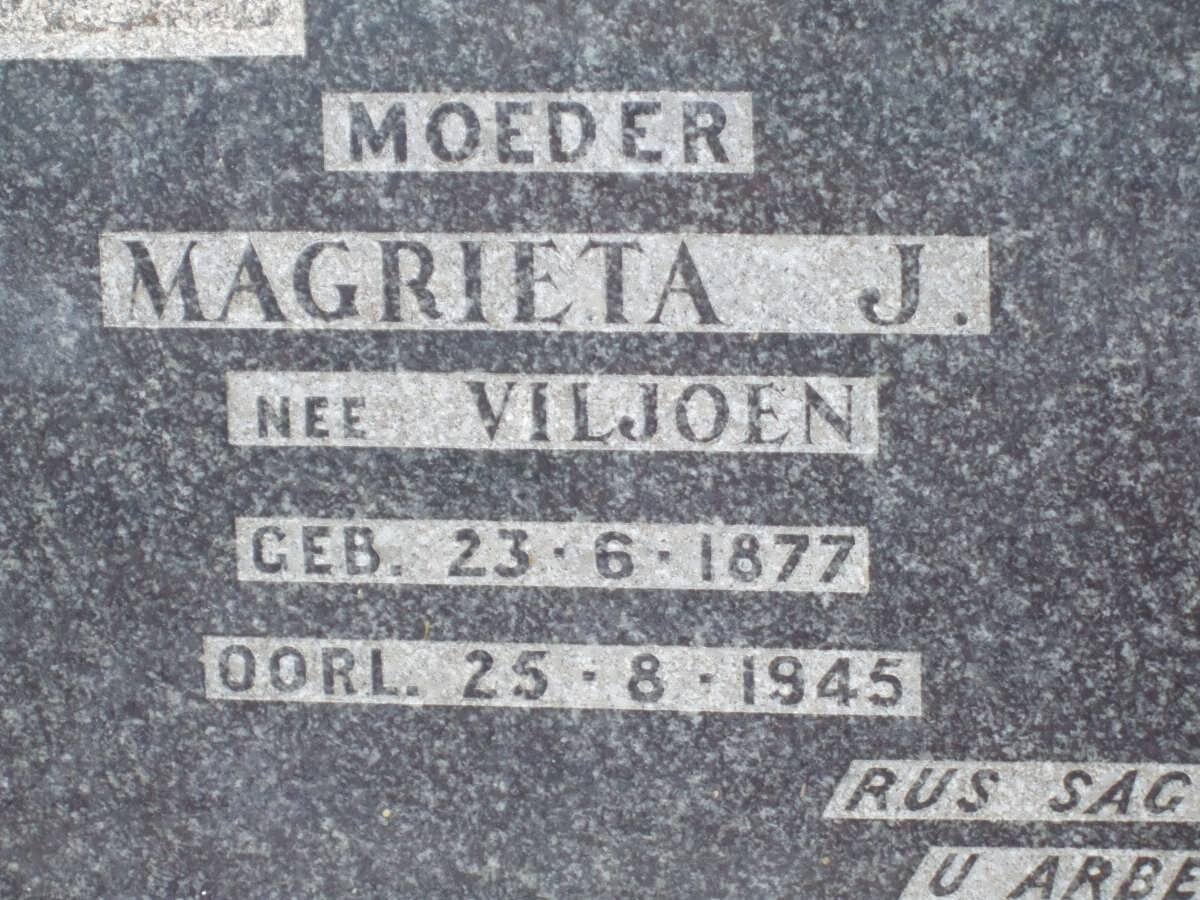 MOEDER
MAGRIETA J.
NEE VILJOEN
GEB. 23·6·1877
OORL. 25·8·1945
RUS SAG
U ARBE